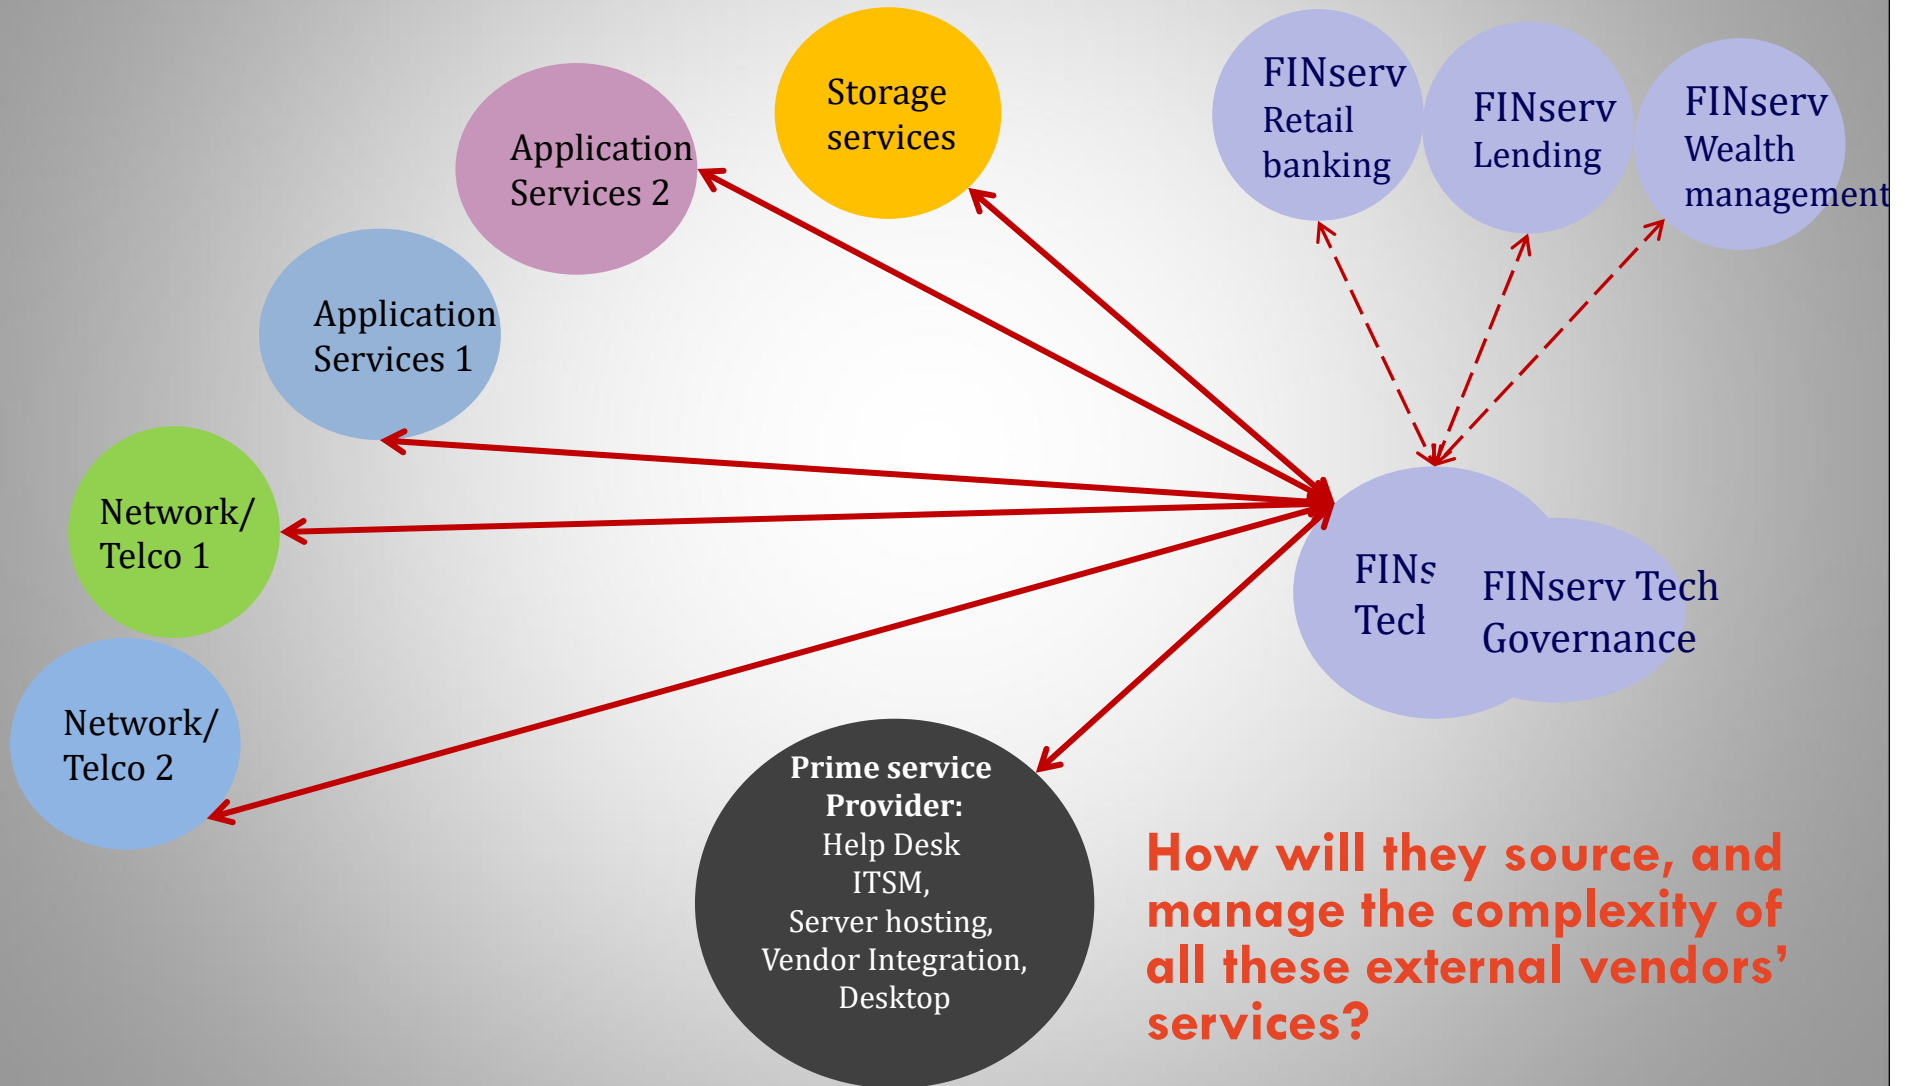 Storage
services
FINserv
Retail
banking
FINserv
Lending
FINserv
Wealth
management
Application
Services 2
Application
Services 1
Network/
Telco 1
Network/
Telco 2
FINs
Tech
FINserv Tech
Governance
Prime service
Provider:
Help Desk
ITSM,
Server hosting,
Vendor Integration,
Desktop
How will they source, and
manage the complexity of
all these external vendors’
services?